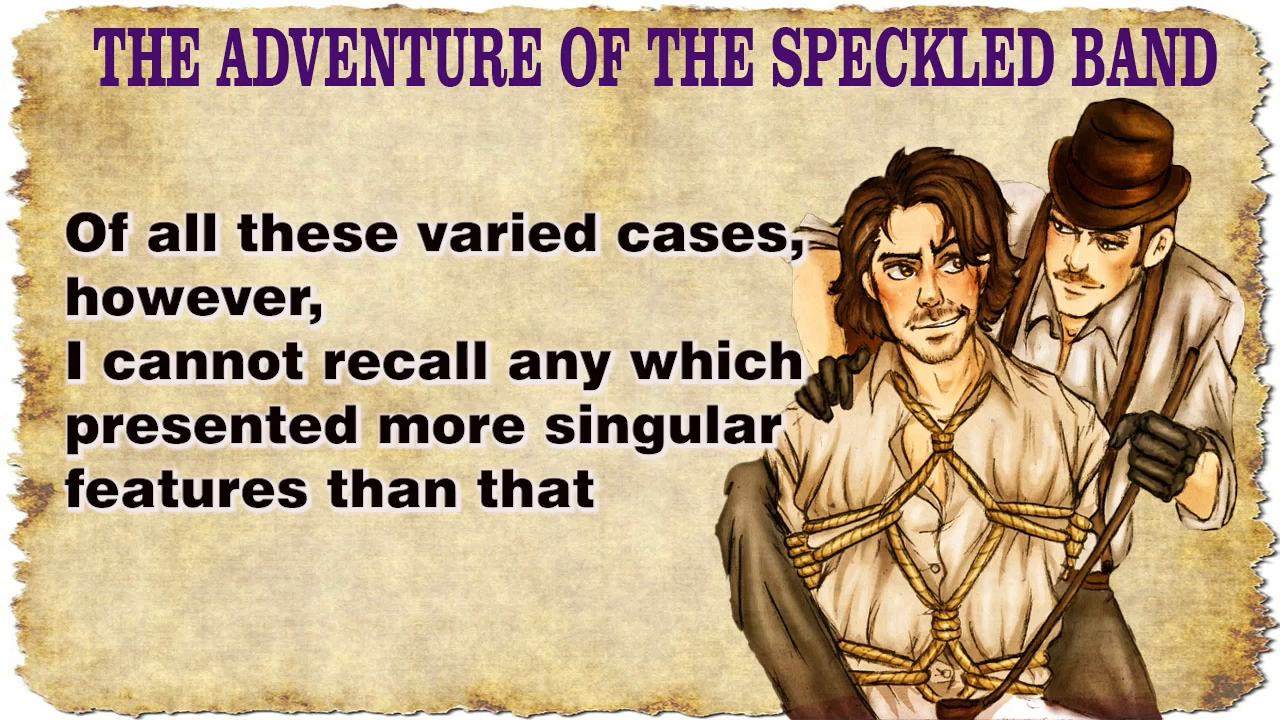 THE ADVENTURE OF THE SPECKLED BAND
Of all these varied cases,
however,
I cannot recall any which
presented more singular
features than that